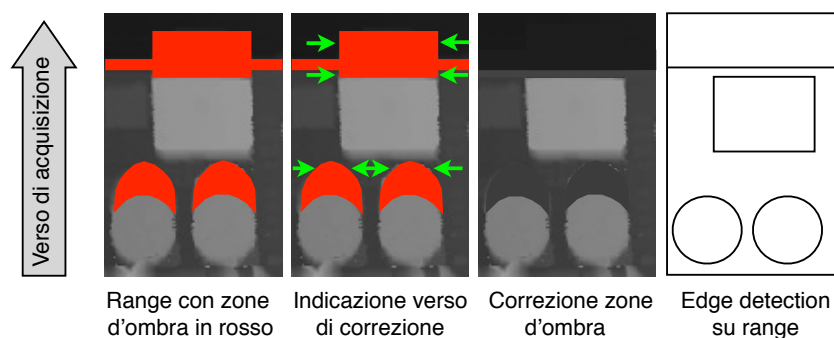 Verso di acquisizione
Range con zone
d'ombra in rosso
Indicazione verso
di correzione
Correzione zone
d'ombra
Edge detection
su range